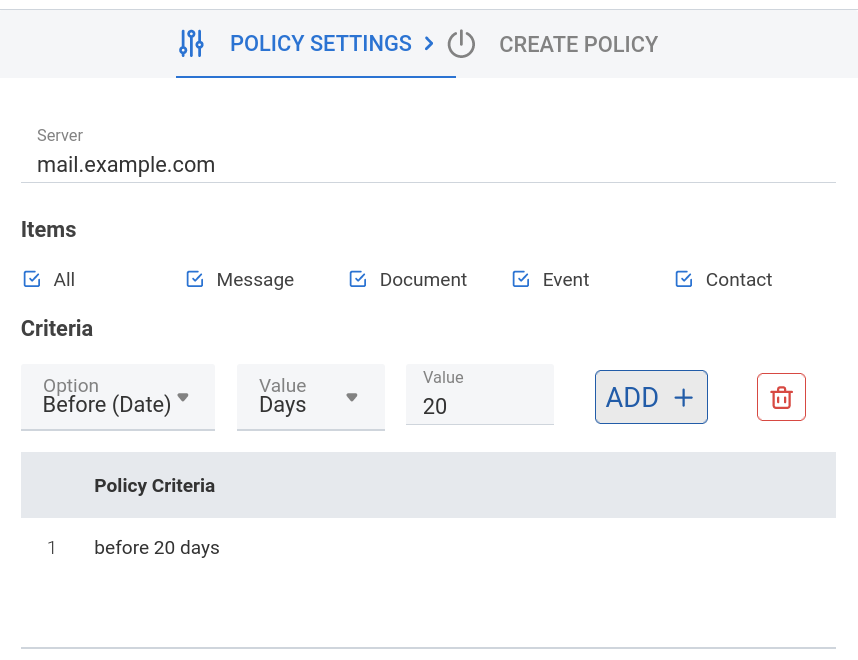 POLICY SETTINGS CREATE POLICY
Server
mail.example.com
Items
All Message Document Event Contact
Criteria
Option Value Value
Before (Date) Days 20 ADD +
Policy Criteria
1 before 20 days